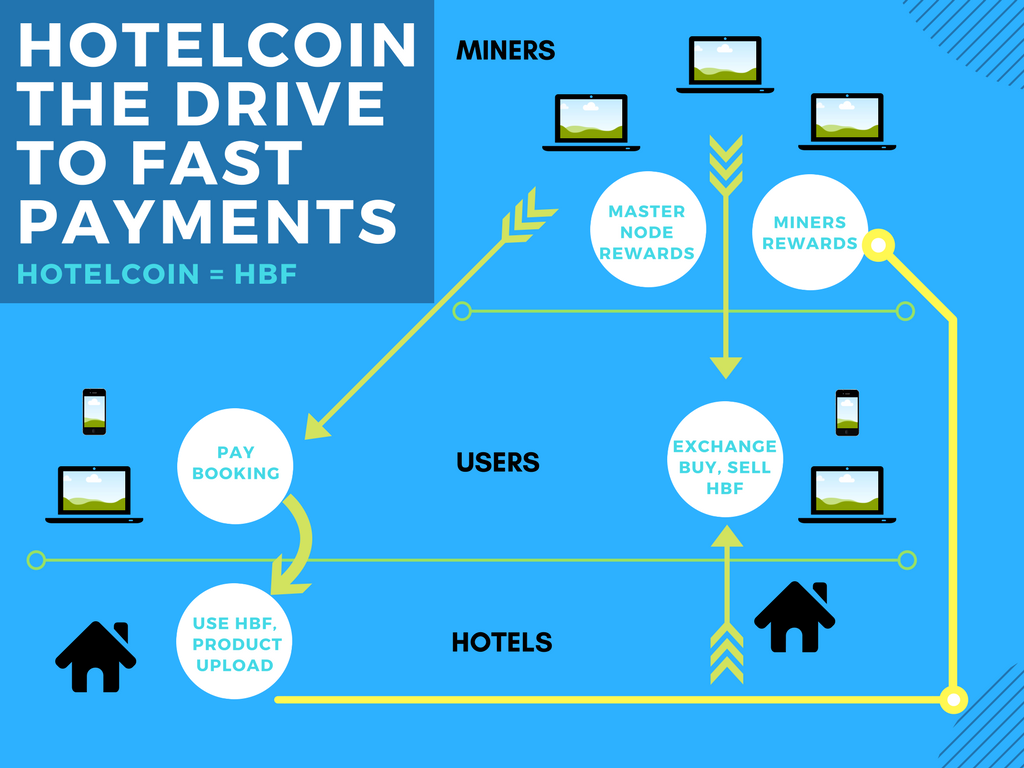 HOTELCOIN
THE DRIVE
TO FAST
PAYMENTS
HOTELCOIN = HBF
MINERS
MASTER
NODE
REWARDS
MINERS
REWARDS
PAY
BOOKING
USERS
EXCHANGE
BUY, SELL
HBF
USE HBF,
PRODUCT
UPLOAD
HOTELS